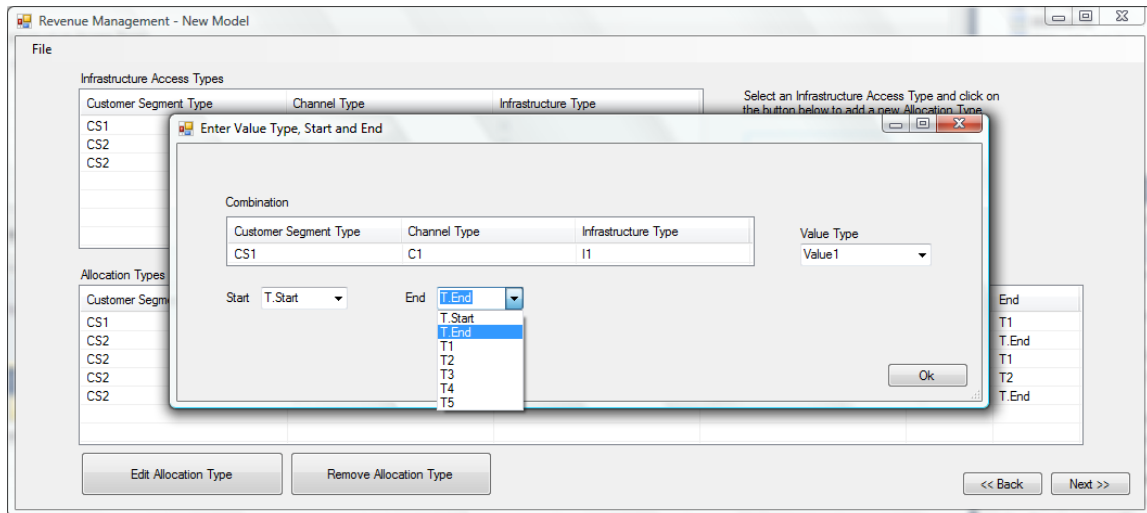 Revenue Management - New Model
File
Infrastructure Access Types
Customer Segment Type Channel Type Infrastructure Type
Select an Infrastructure Access Type and click on
the button below to add a new Allocation Type
CS1
CS2
CS2
Enter Value Type, Start and End
Combination
Customer Segment Type Channel Type Infrastructure Type
CS1 C1 I1
Value Type
Value1
Start T.Start End T.End
T.Start
T.End
T1
T2
T3
T4
T5
Ok
Allocation Types
Customer Segm End
CS1 T1
CS2 T.End
CS2 T1
CS2 T2
CS2 T.End
Edit Allocation Type Remove Allocation Type
<< Back Next >>